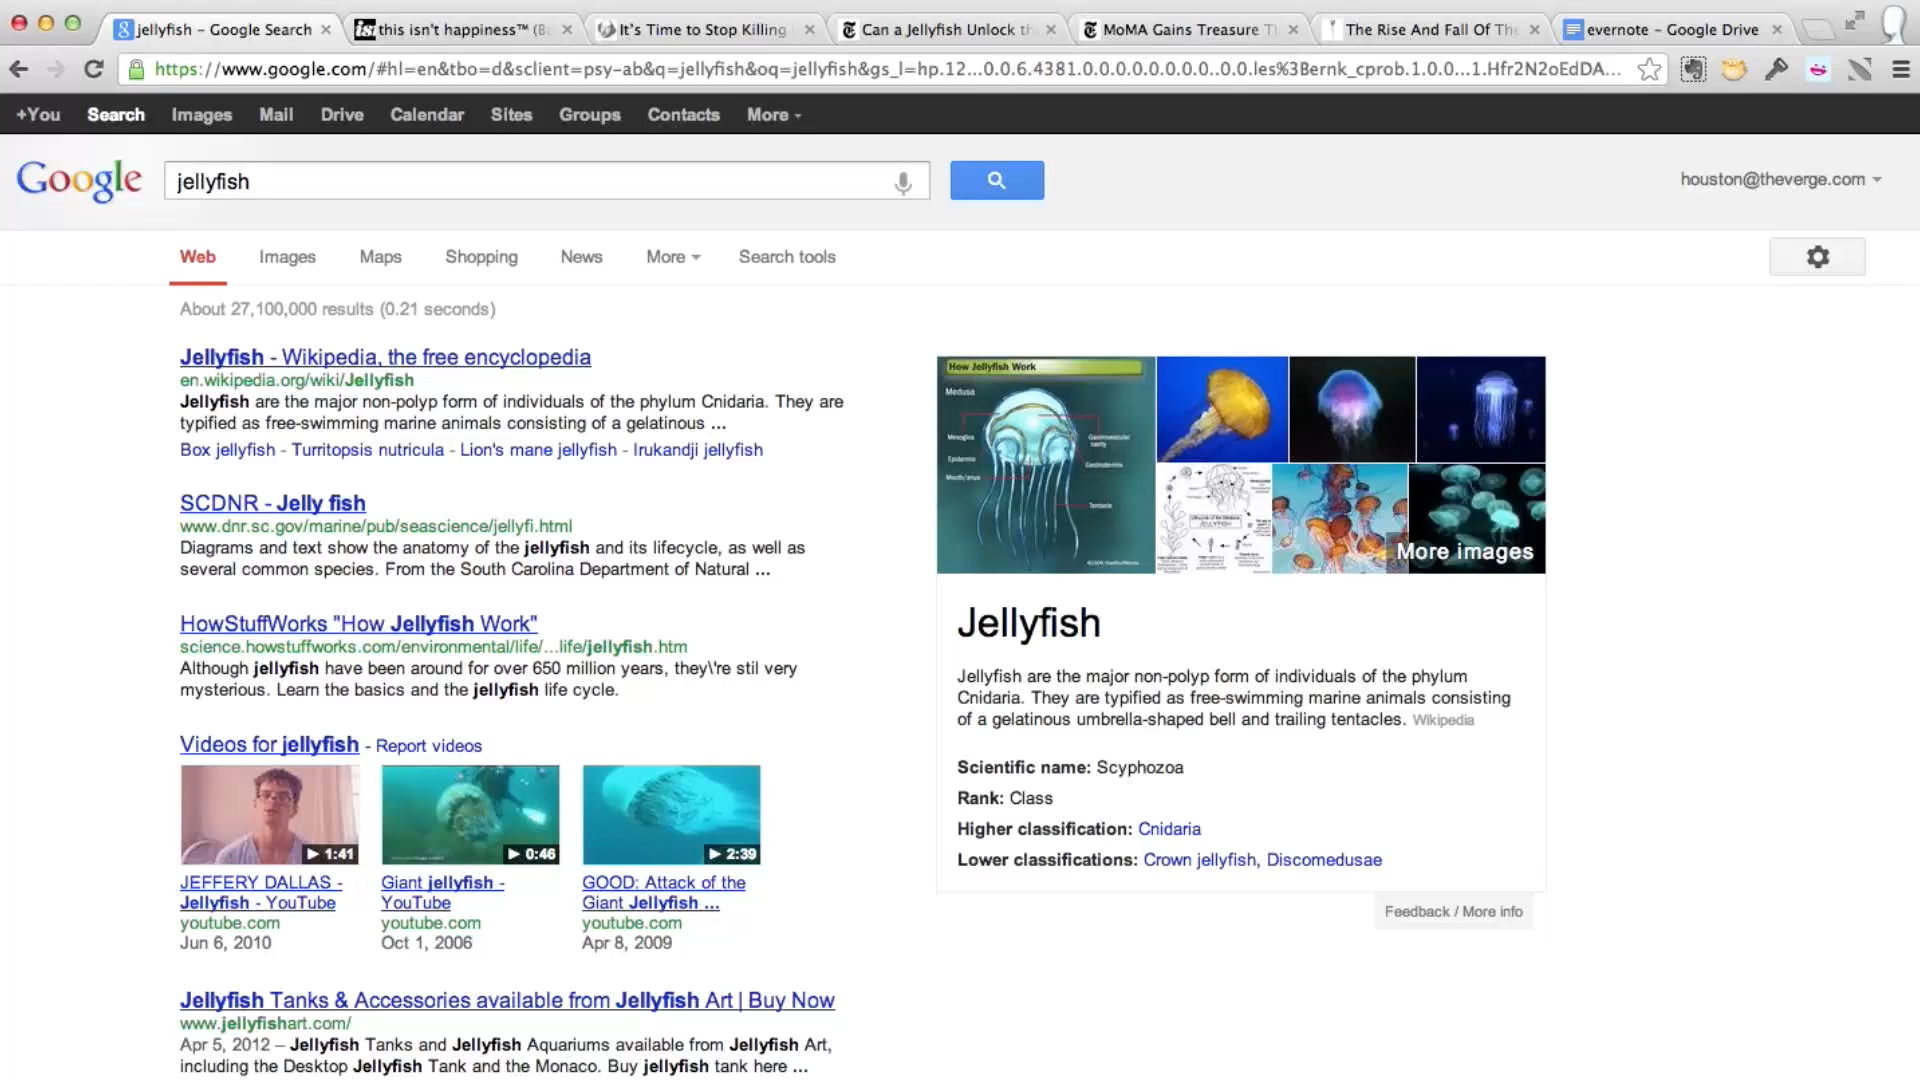 jellyfish - Google Search
this isn't happiness™ (Bo
It's Time to Stop Killing
Can a Jellyfish Unlock th
MoMA Gains Treasure T
The Rise And Fall Of The
evernote - Google Drive
https://www.google.com/#hl=en&tbo=d&sclient=psy-ab&q=jellyfish&oq=jellyfish&gs_l=hp.12...0.0.6.4381.0.0.0.0.0.0.0.0..0.0.les%3Bernk_cprob.1.0.0...1.Hfr2N2oEdDA...
+You Search Images Mail Drive Calendar Sites Groups Contacts More
Google jellyfish houston@theverge.com
Web Images Maps Shopping News More Search tools
About 27,100,000 results (0.21 seconds)
Jellyfish - Wikipedia, the free encyclopedia
en.wikipedia.org/wiki/Jellyfish
Jellyfish are the major non-polyp form of individuals of the phylum Cnidaria. They are
typified as free-swimming marine animals consisting of a gelatinous ...
Box jellyfish - Turritopsis nutricula - Lion's mane jellyfish - Irukandji jellyfish
SCDNR - Jelly fish
www.dnr.sc.gov/marine/pub/seascience/jellyfi.html
Diagrams and text show the anatomy of the jellyfish and its lifecycle, as well as
several common species. From the South Carolina Department of Natural ...
HowStuffWorks "How Jellyfish Work"
science.howstuffworks.com/environmental/life/...life/jellyfish.htm
Although jellyfish have been around for over 650 million years, they\'re stil very
mysterious. Learn the basics and the jellyfish life cycle.
Videos for jellyfish - Report videos
1:41
0:46
2:39
JEFFERY DALLAS -
Jellyfish - YouTube
youtube.com
Jun 6, 2010
Giant jellyfish -
YouTube
youtube.com
Oct 1, 2006
GOOD: Attack of the
Giant Jellyfish ...
youtube.com
Apr 8, 2009
Jellyfish Tanks & Accessories available from Jellyfish Art | Buy Now
www.jellyfishart.com/
Apr 5, 2012 – Jellyfish Tanks and Jellyfish Aquariums available from Jellyfish Art,
including the Desktop Jellyfish Tank and the Monaco. Buy jellyfish tank here ...
How Jellyfish Work
Medusa
Mesoglea
Epidermis
Mouth/anus
Gastrovascular
cavity
Gastrodermis
Tentacle
JELLYFISH
More images
Jellyfish
Jellyfish are the major non-polyp form of individuals of the phylum
Cnidaria. They are typified as free-swimming marine animals consisting
of a gelatinous umbrella-shaped bell and trailing tentacles. Wikipedia
Scientific name: Scyphozoa
Rank: Class
Higher classification: Cnidaria
Lower classifications: Crown jellyfish, Discomedusae
Feedback / More info